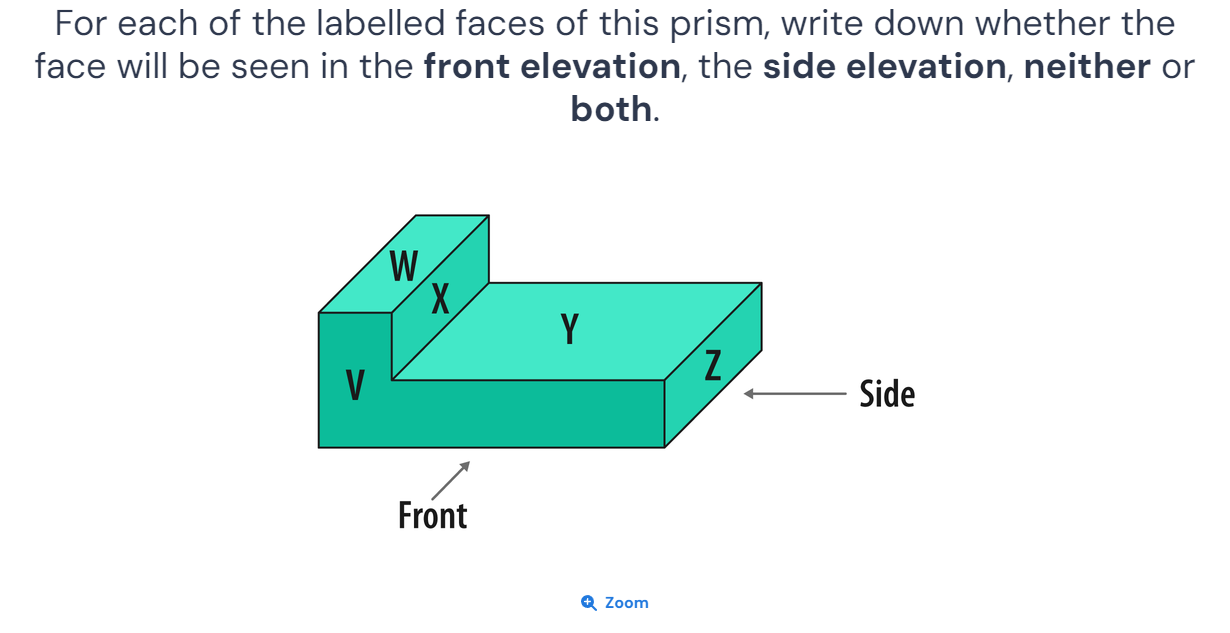 For each of the labelled faces of this prism, write down whether the
face will be seen in the front elevation, the side elevation, neither or
both.
W
X
Y
V
Z
Side
Front
Zoom